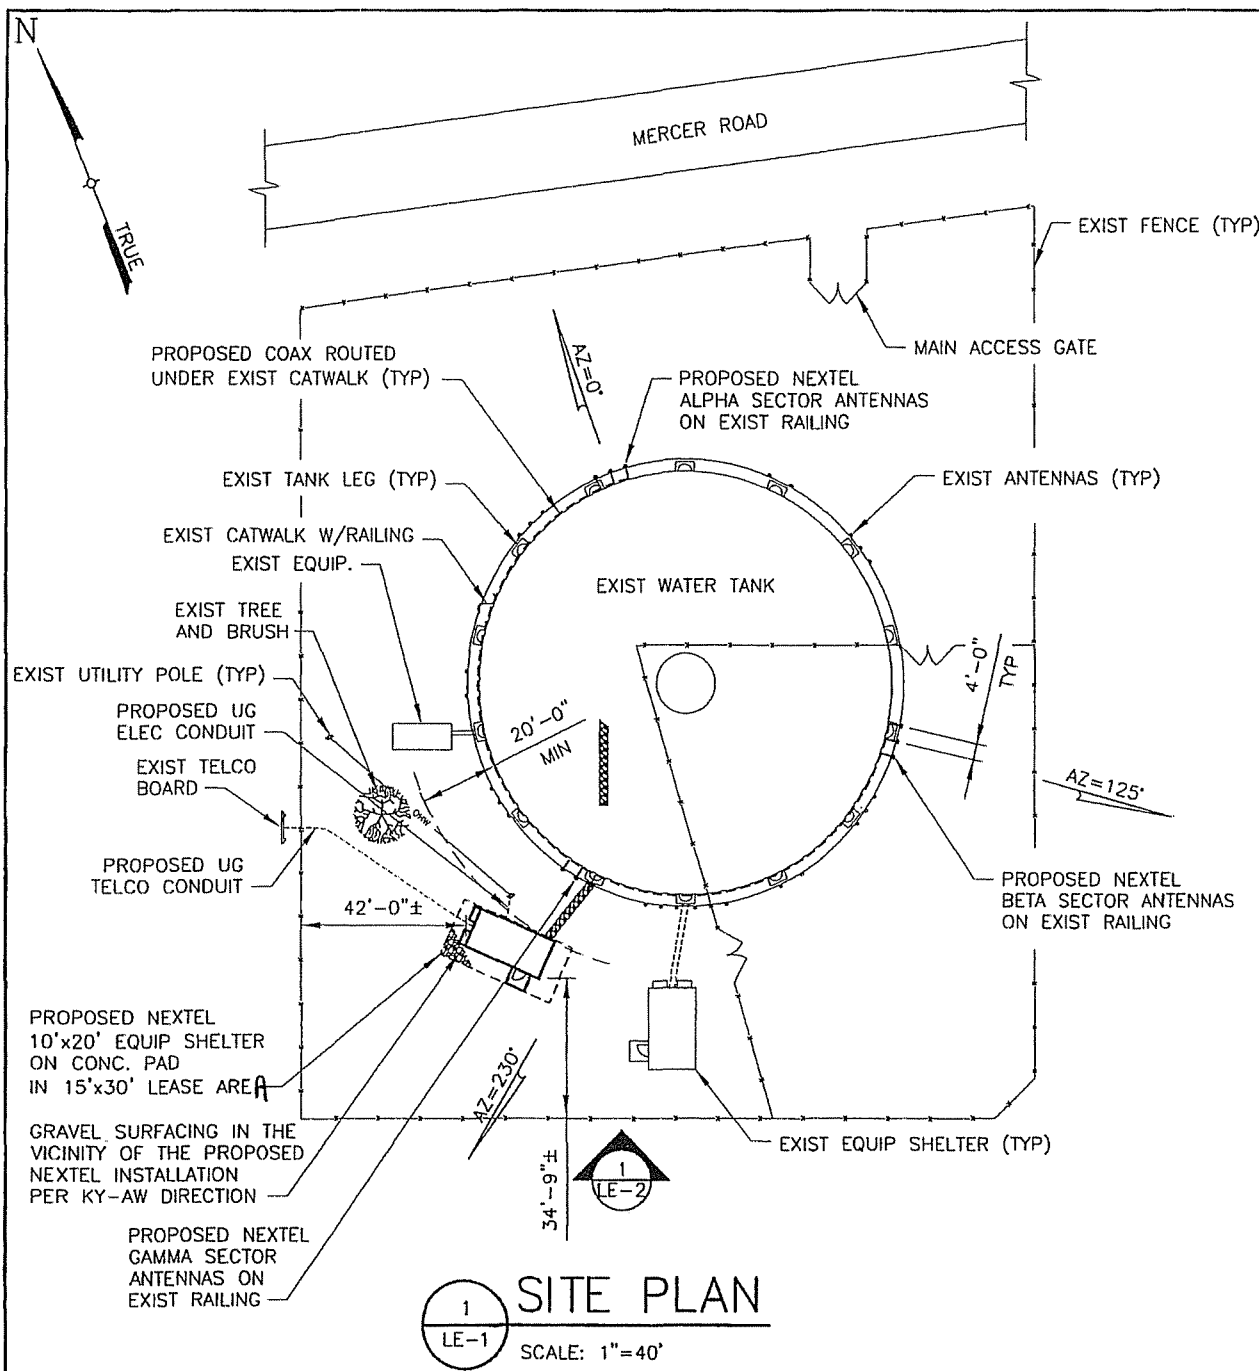 N
TRUE
MERCER ROAD
EXIST FENCE (TYP)
MAIN ACCESS GATE
PROPOSED COAX ROUTED
UNDER EXIST CATWALK (TYP)
AZ=0°
PROPOSED NEXTEL
ALPHA SECTOR ANTENNAS
ON EXIST RAILING
EXIST TANK LEG (TYP)
EXIST ANTENNAS (TYP)
EXIST CATWALK W/RAILING
EXIST EQUIP.
EXIST WATER TANK
EXIST TREE
AND BRUSH
EXIST UTILITY POLE (TYP)
4'-0"
TYP
PROPOSED UG
ELEC CONDUIT
20'-0"
MIN
EXIST TELCO
BOARD
AZ=125°
OHW
PROPOSED UG
TELCO CONDUIT
PROPOSED NEXTEL
BETA SECTOR ANTENNAS
ON EXIST RAILING
42'-0"±
PROPOSED NEXTEL
10'x20' EQUIP SHELTER
ON CONC. PAD
IN 15'x30' LEASE AREA
AZ=230°
34'-9"±
GRAVEL SURFACING IN THE
VICINITY OF THE PROPOSED
NEXTEL INSTALLATION
PER KY-AW DIRECTION
EXIST EQUIP SHELTER (TYP)
1
LE-2
PROPOSED NEXTEL
GAMMA SECTOR
ANTENNAS ON
EXIST RAILING
1
LE-1
SITE PLAN
SCALE: 1"=40'